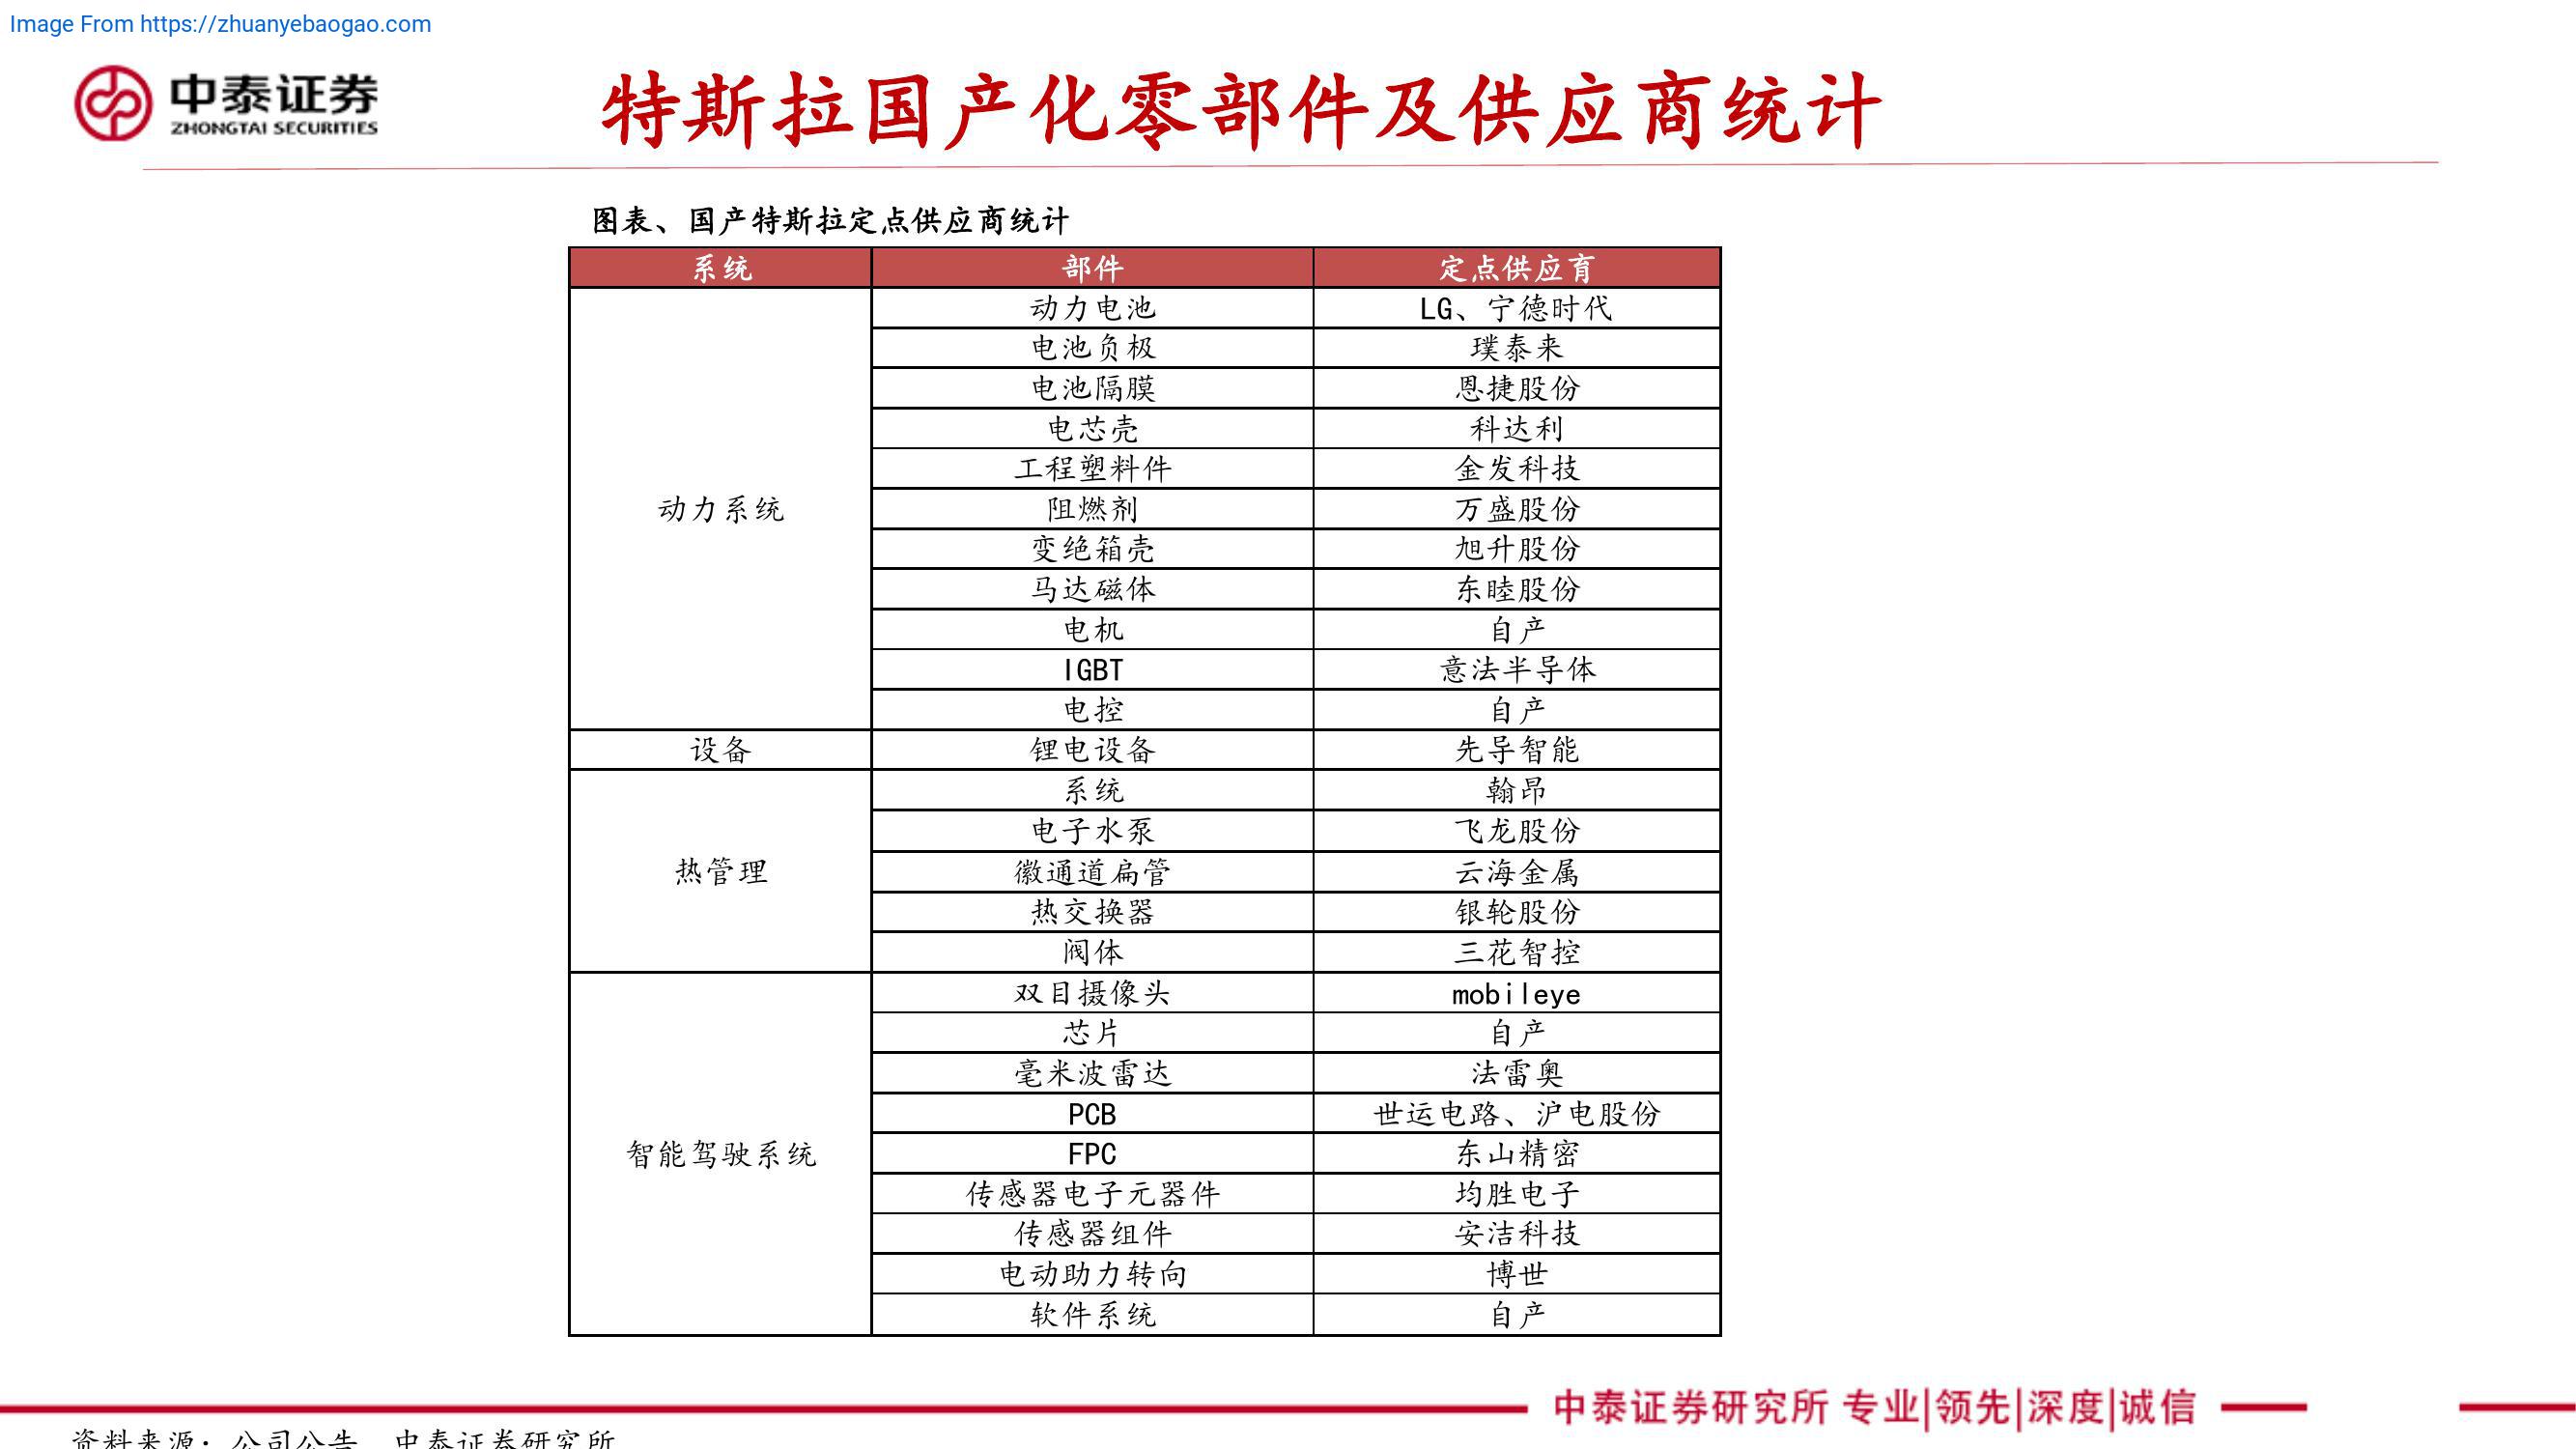 Image From https://zhuanyebaogao.com
中泰证券
ZHONGTAI SECURITIES
特斯拉国产化零部件及供应商统计
图表、国产特斯拉定点供应商统计
系统 部件 定点供应育
动力系统 动力电池 LG、宁德时代
电池负极 璞泰来
电池隔膜 恩捷股份
电芯壳 科达利
工程塑料件 金发科技
阻燃剂 万盛股份
变绝箱壳 旭升股份
马达磁体 东睦股份
电机 自产
IGBT 意法半导体
电控 自产
设备 锂电设备 先导智能
热管理 系统 翰昂
电子水泵 飞龙股份
徽通道扁管 云海金属
热交换器 银轮股份
阀体 三花智控
智能驾驶系统 双目摄像头 mobileye
芯片 自产
毫米波雷达 法雷奥
PCB 世运电路、沪电股份
FPC 东山精密
传感器电子元器件 均胜电子
传感器组件 安洁科技
电动助力转向 博世
软件系统 自产
中泰证券研究所 专业|领先|深度|诚信
资料来源：公司公告、中泰证券研究所